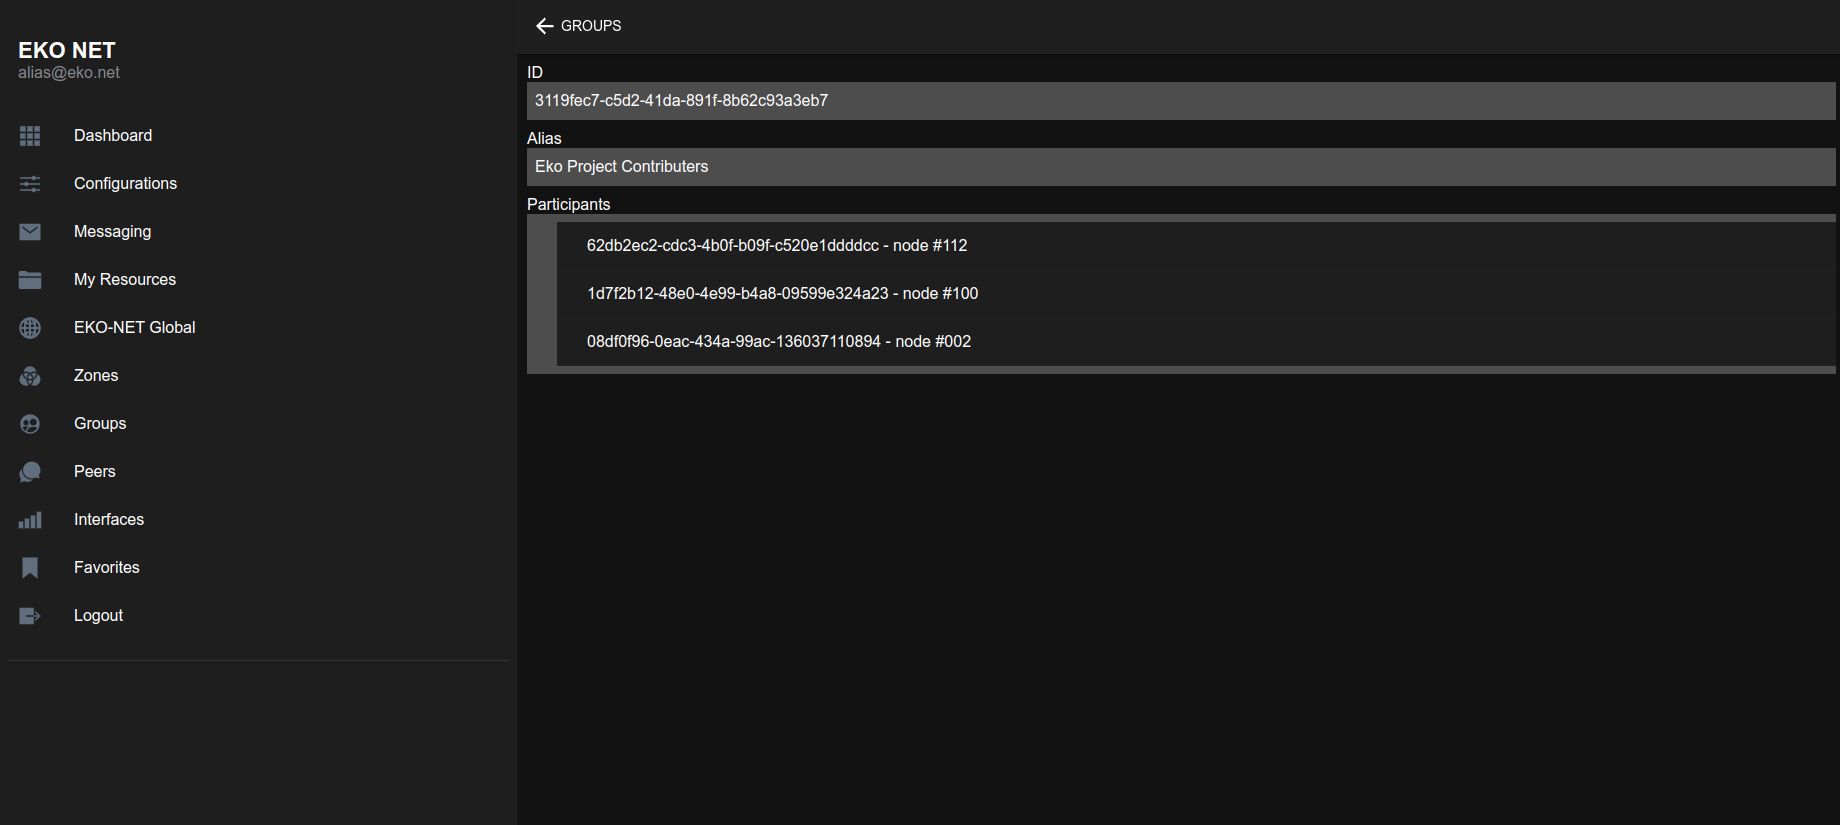 EKO NET
alias@eko.net
Dashboard
Configurations
Messaging
My Resources
EKO-NET Global
Zones
Groups
Peers
Interfaces
Favorites
Logout
GROUPS
ID
3119fec7-c5d2-41da-891f-8b62c93a3eb7
Alias
Eko Project Contributers
Participants
62db2ec2-cdc3-4b0f-b09f-c520e1ddddcc - node #112
1d7f2b12-48e0-4e99-b4a8-09599e324a23 - node #100
08df0f96-0eac-434a-99ac-136037110894 - node #002